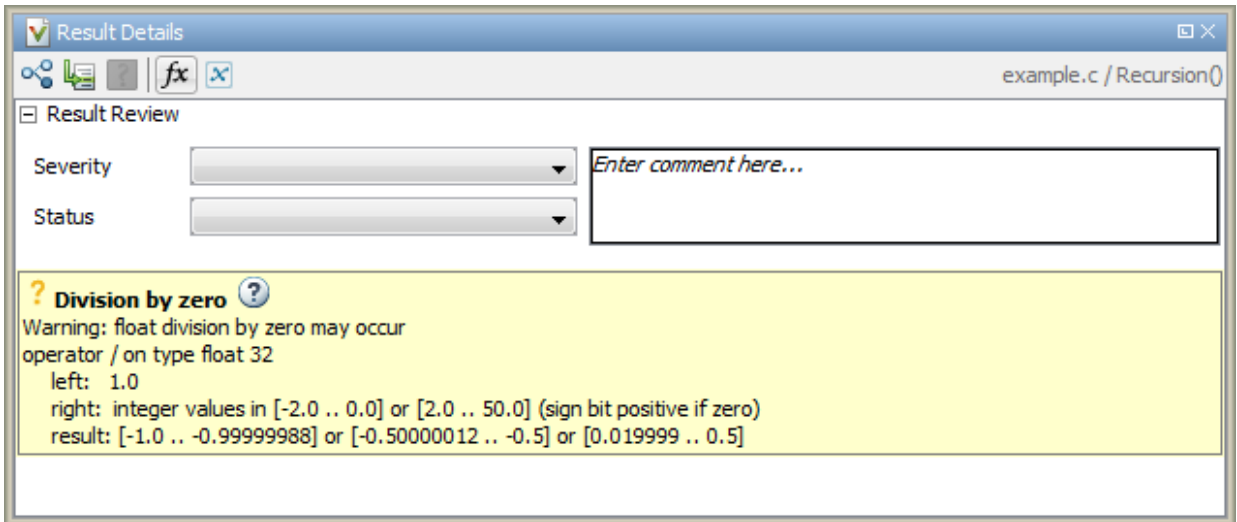 Result Details
fx x example.c / Recursion()
Result Review
Severity
Enter comment here...
Status
? Division by zero ?
Warning: float division by zero may occur
operator / on type float 32
left: 1.0
right: integer values in [-2.0 .. 0.0] or [2.0 .. 50.0] (sign bit positive if zero)
result: [-1.0 .. -0.99999988] or [-0.50000012 .. -0.5] or [0.019999 .. 0.5]